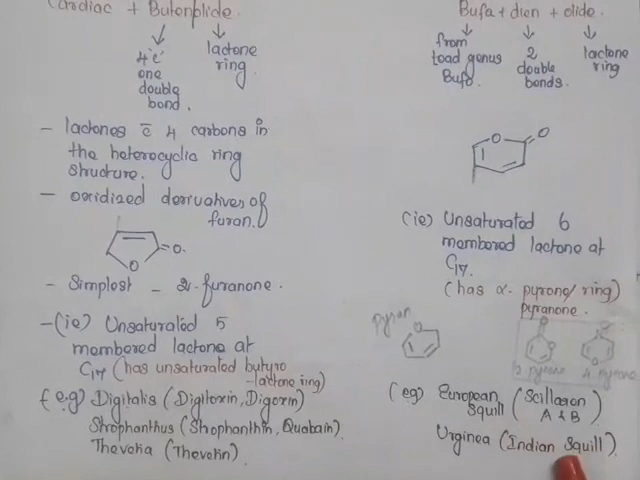 Cardiac + Butenolide
4 'c'
one
double
bond.
lactone
ring
- lactones c̄ 4 carbons in
the heterocyclic ring
structure.
- oxidized derivatives of
furan.
O
=O.
- Simplest - 2-furanone.
- (ie) Unsaturated 5
membered lactone at
C17 (has unsaturated butyro
-lactone ring)
(e.g) Digitalis (Digitoxin, Digoxin)
Strophanthus (Strophanthin, Quabain).
Thevetia (Thevetin)
Bufa + dien + olide.
from
toad genus
Bufo.
2
double
bonds.
lactone
ring
O
O
(ie) Unsaturated 6
membered lactone at
C17.
(has α- pyrone/ ring)
pyranone.
pyran
O
2 pyrone
4 pyrone
(eg) European
Squill (Scillaren
A & B)
Urginea (Indian Squill).